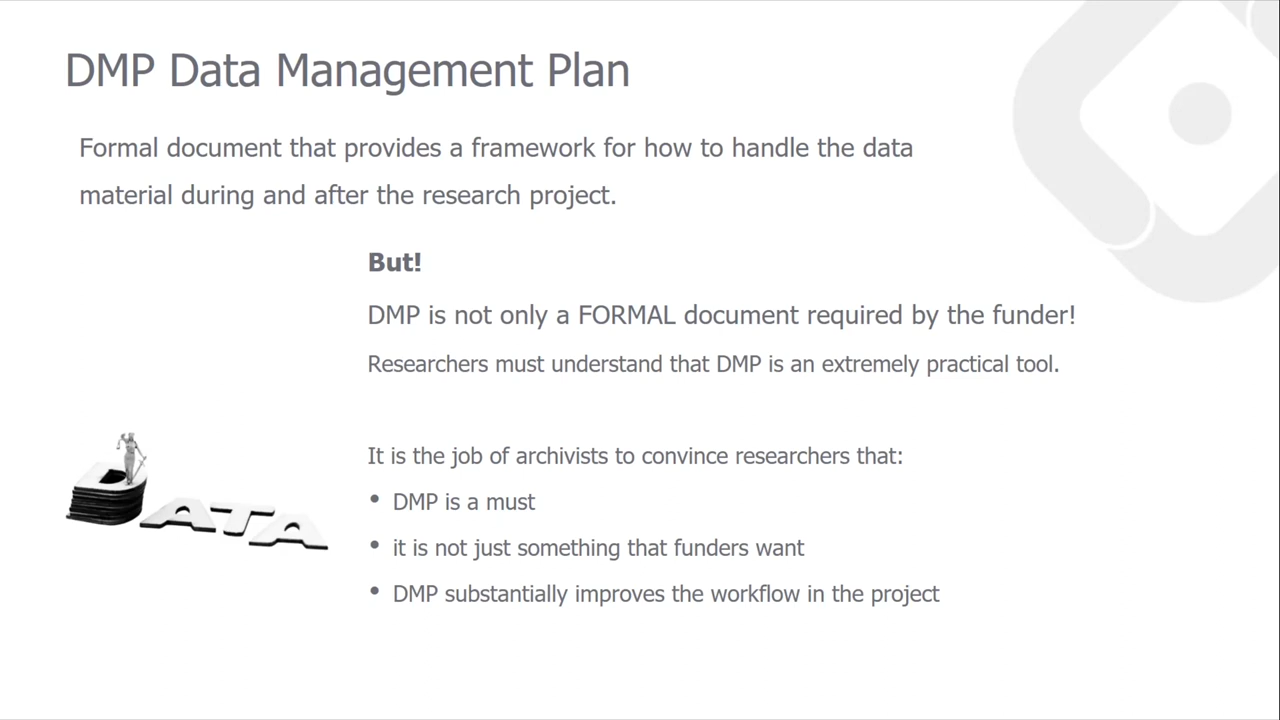 DMP Data Management Plan
Formal document that provides a framework for how to handle the data
material during and after the research project.
But!
DMP is not only a FORMAL document required by the funder!
Researchers must understand that DMP is an extremely practical tool.
It is the job of archivists to convince researchers that:
• DMP is a must
• it is not just something that funders want
• DMP substantially improves the workflow in the project
DATA